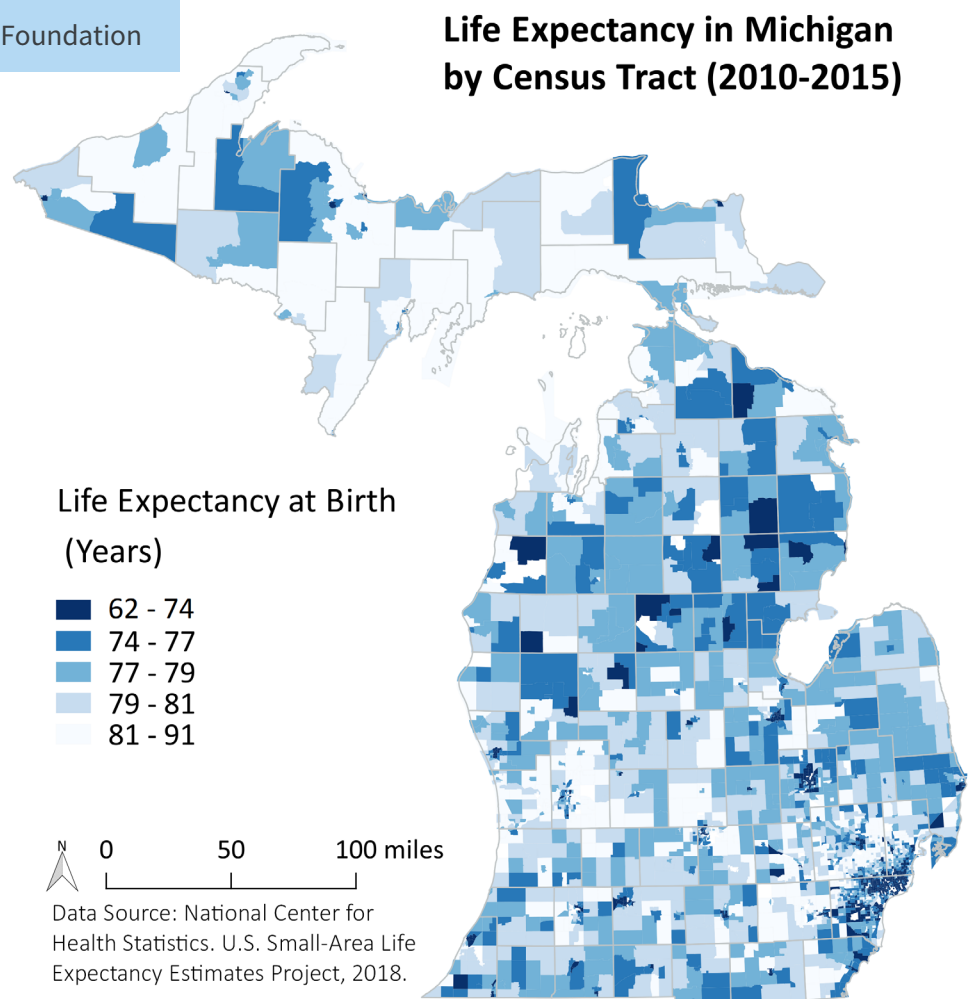 Foundation
Life Expectancy in Michigan
by Census Tract (2010-2015)
Life Expectancy at Birth
(Years)
62 - 74
74 - 77
77 - 79
79 - 81
81 - 91
N
0 50 100 miles
Data Source: National Center for
Health Statistics. U.S. Small-Area Life
Expectancy Estimates Project, 2018.